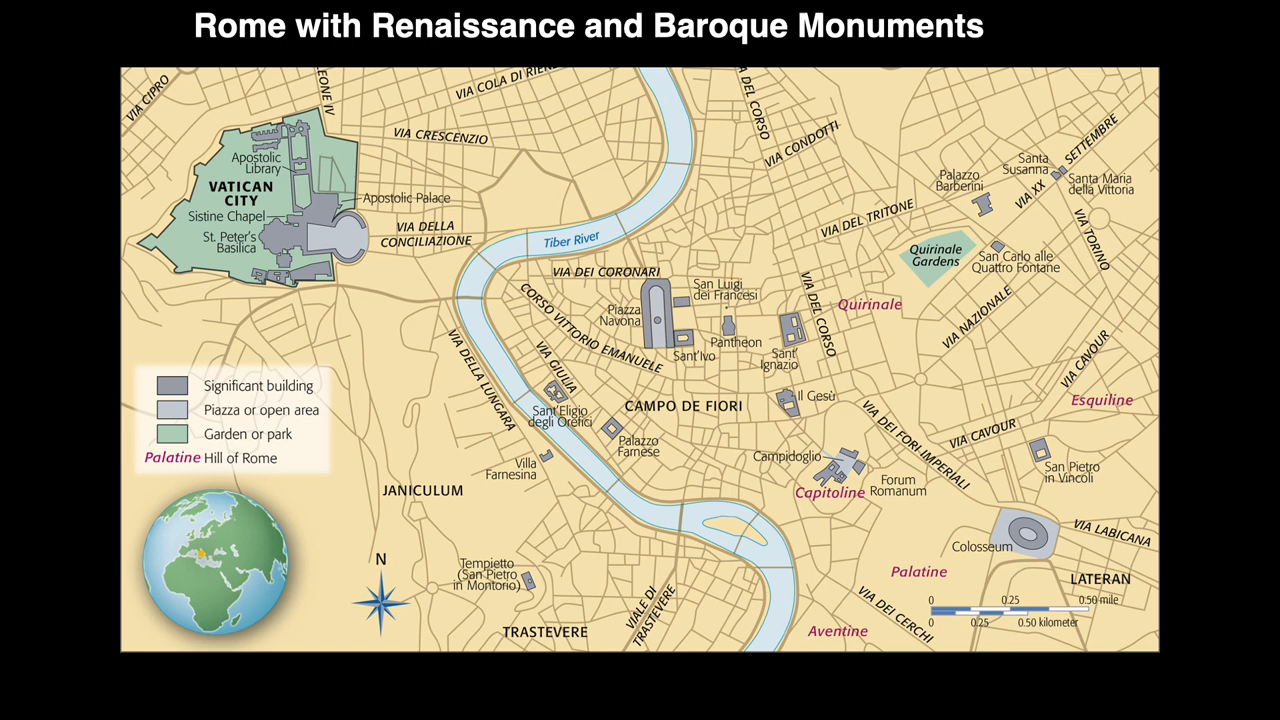 Rome with Renaissance and Baroque Monuments
VIA CIPRO
LEONE IV
VIA COLA DI RIENZ
VIA CRESCENZIO
VIA DEL CORSO
VIA CONDOTTI
SETTEMBRE
VIA XX
Santa
Susanna
Santa Maria
della Vittoria
Palazzo
Barberini
Apostolic
Library
VATICAN
CITY
Apostolic Palace
Sistine Chapel
St. Peter's
Basilica
VIA DELLA
CONCILIAZIONE
Tiber River
VIA DEL TRITONE
VIA TORINO
Quirinale
Gardens
San Carlo alle
Quattro Fontane
VIA DEI CORONARI
CORSO VITTORIO EMANUELE
San Luigi
dei Francesi
Piazza
Navona
Pantheon
Sant'Ivo
Sant'
Ignazio
VIA DEL CORSO
Quirinale
VIA NAZIONALE
VIA CAVOUR
VIA DELLA LUNGARA
VIA GIULIA
Sant'Eligio
degli Orefici
CAMPO DE FIORI
Il Gesù
Esquiline
Significant building
Piazza or open area
Garden or park
Palatine Hill of Rome
Palazzo
Farnese
Villa
Farnesina
VIA DEI FORI IMPERIALI
VIA CAVOUR
Campidoglio
Capitoline
Forum
Romanum
San Pietro
in Vincoli
JANICULUM
Colosseum
VIA LABICANA
N
Tempietto
(San Pietro
in Montorio)
Palatine
LATERAN
TRASTEVERE
VIALE DI
TRASTEVERE
Aventine
VIA DEI CERCHI
0 0.25 0.50 mile
0 0.25 0.50 kilometer